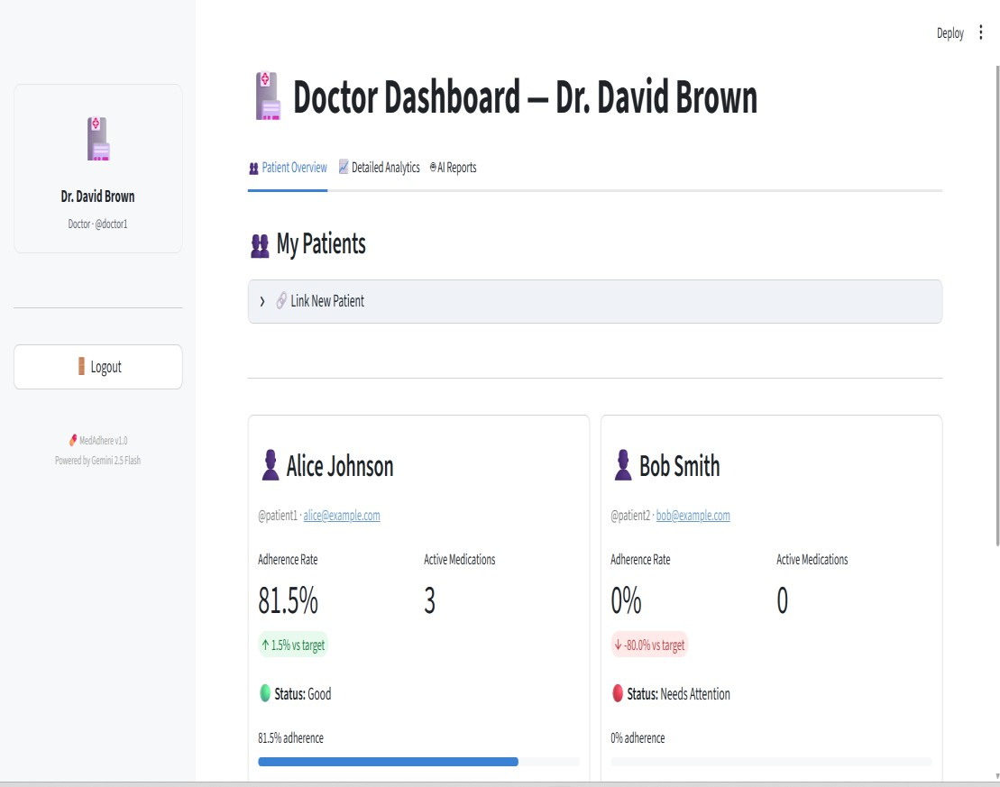 Deploy
Doctor Dashboard — Dr. David Brown
Dr. David Brown
Doctor · @doctor1
Logout
MedAdhere v1.0
Powered by Gemini 2.5 Flash
Patient Overview
Detailed Analytics
AI Reports
My Patients
Link New Patient
Alice Johnson
@patient1 · alice@example.com
Adherence Rate
Active Medications
81.5%
3
↑ 1.5% vs target
Status: Good
81.5% adherence
Bob Smith
@patient2 · bob@example.com
Adherence Rate
Active Medications
0%
0
↓ -80.0% vs target
Status: Needs Attention
0% adherence